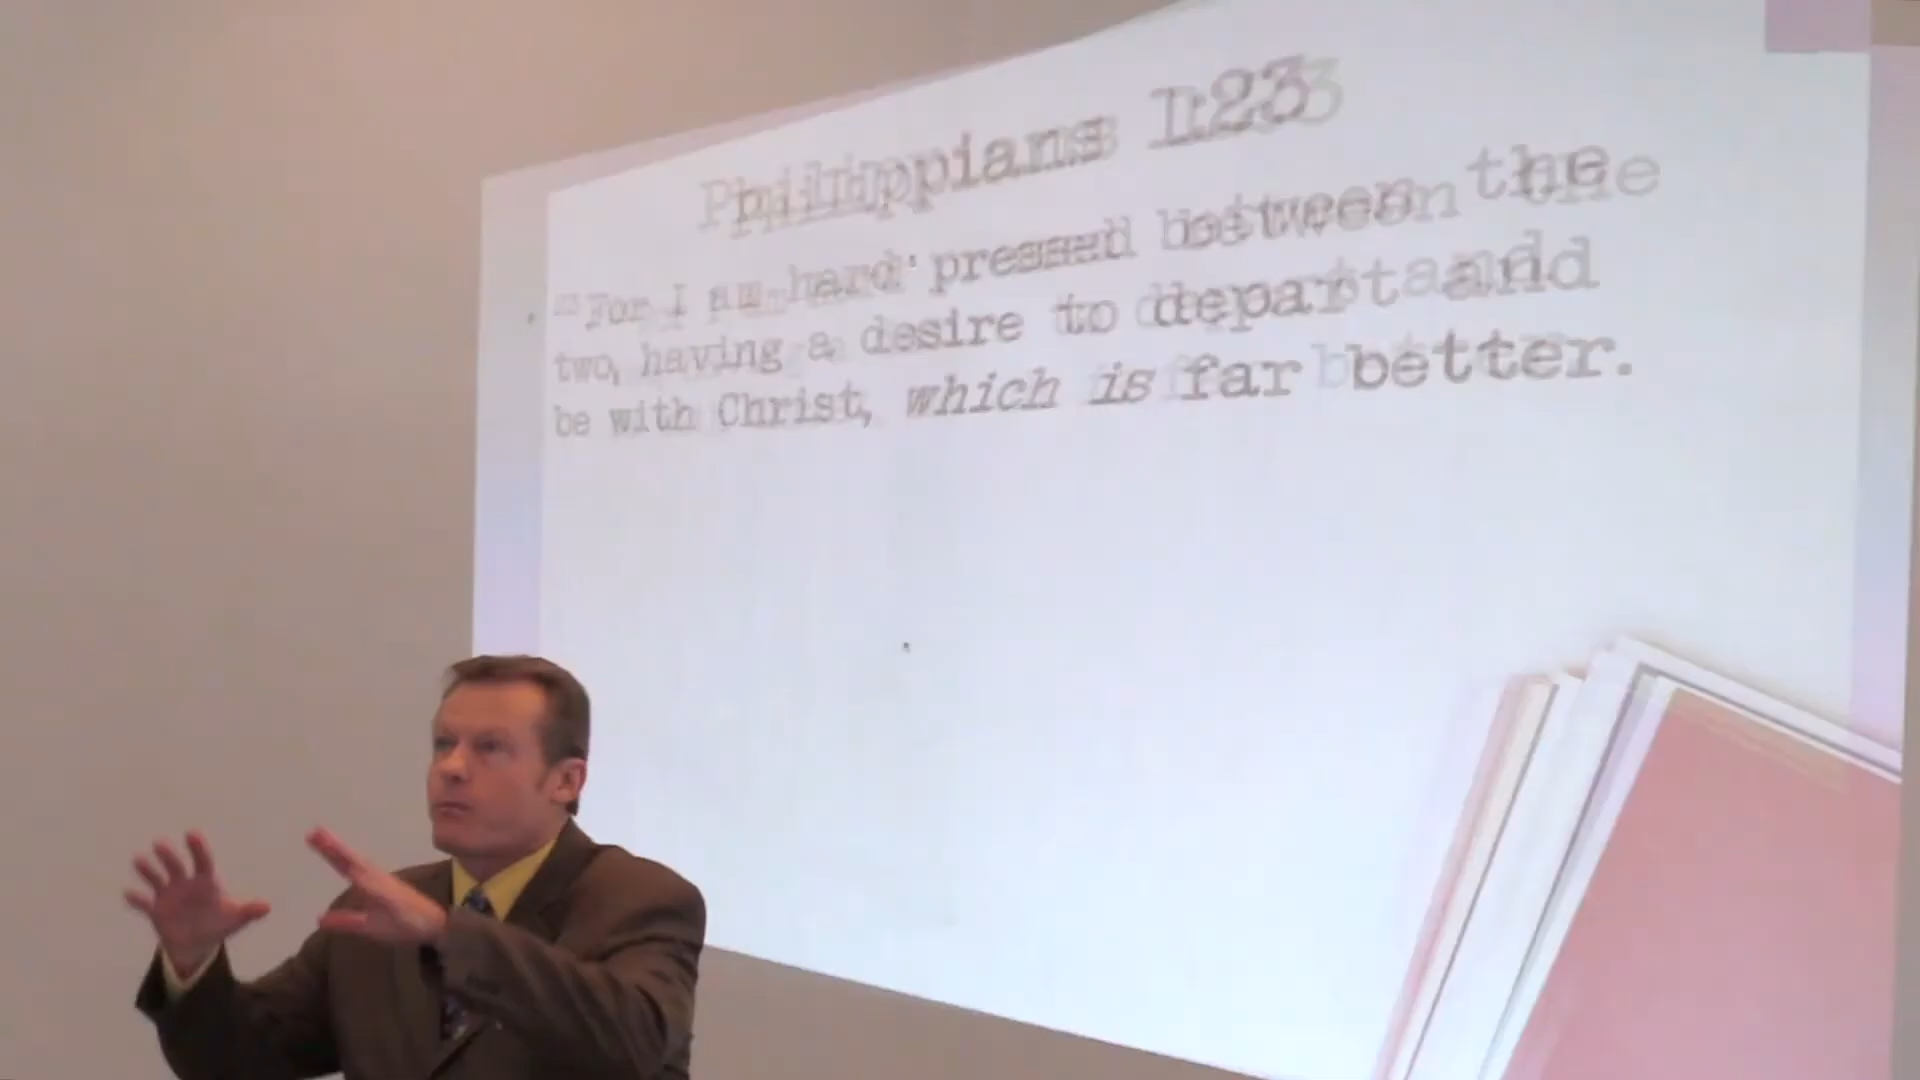 Philippians 1:23
23 For I am hard pressed between the
two, having a desire to depart and
be with Christ, which is far better.